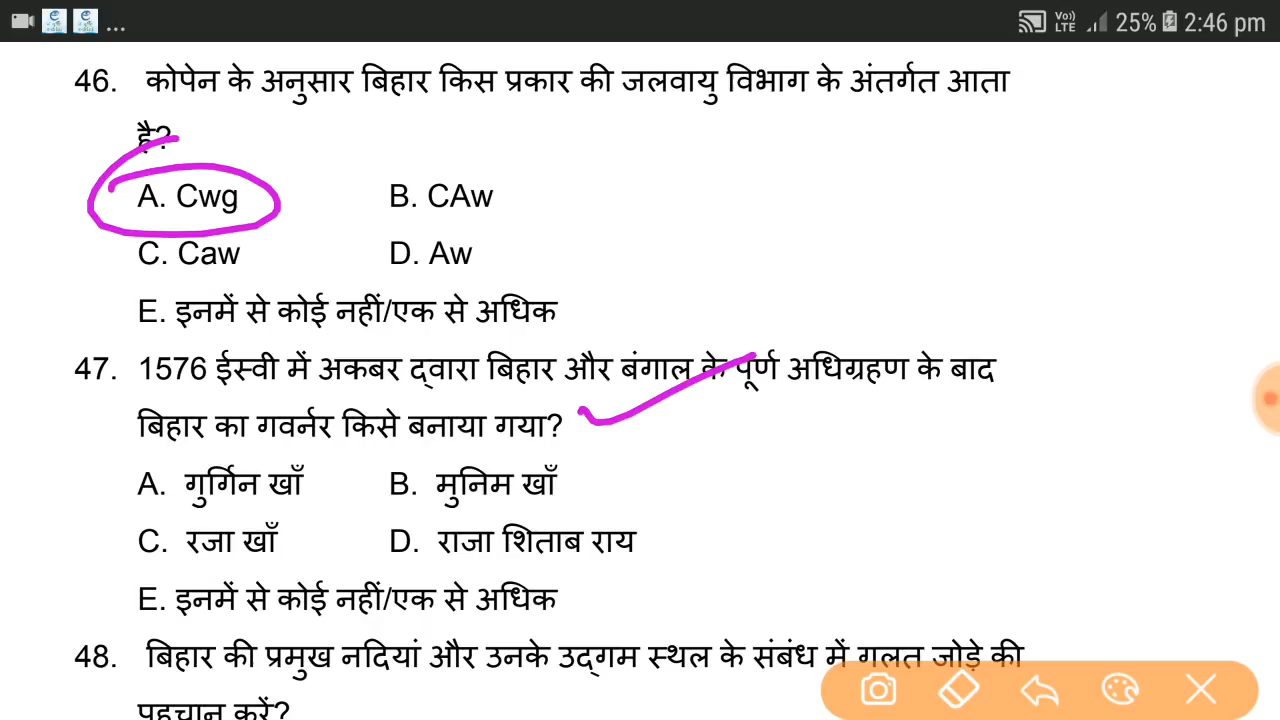 ... Vo) LTE 25% 2:46 pm
46. कोपेन के अनुसार बिहार किस प्रकार की जलवायु विभाग के अंतर्गत आता
है?
A. Cwg B. CAw
C. Caw D. Aw
E. इनमें से कोई नहीं/एक से अधिक
47. 1576 ईस्वी में अकबर द्वारा बिहार और बंगाल के पूर्ण अधिग्रहण के बाद
बिहार का गवर्नर किसे बनाया गया?
A. गुर्गिन खाँ B. मुनिम खाँ
C. रजा खाँ D. राजा शिताब राय
E. इनमें से कोई नहीं/एक से अधिक
48. बिहार की प्रमुख नदियां और उनके उद्गम स्थल के संबंध में गलत जोड़े की
पहचान करें?